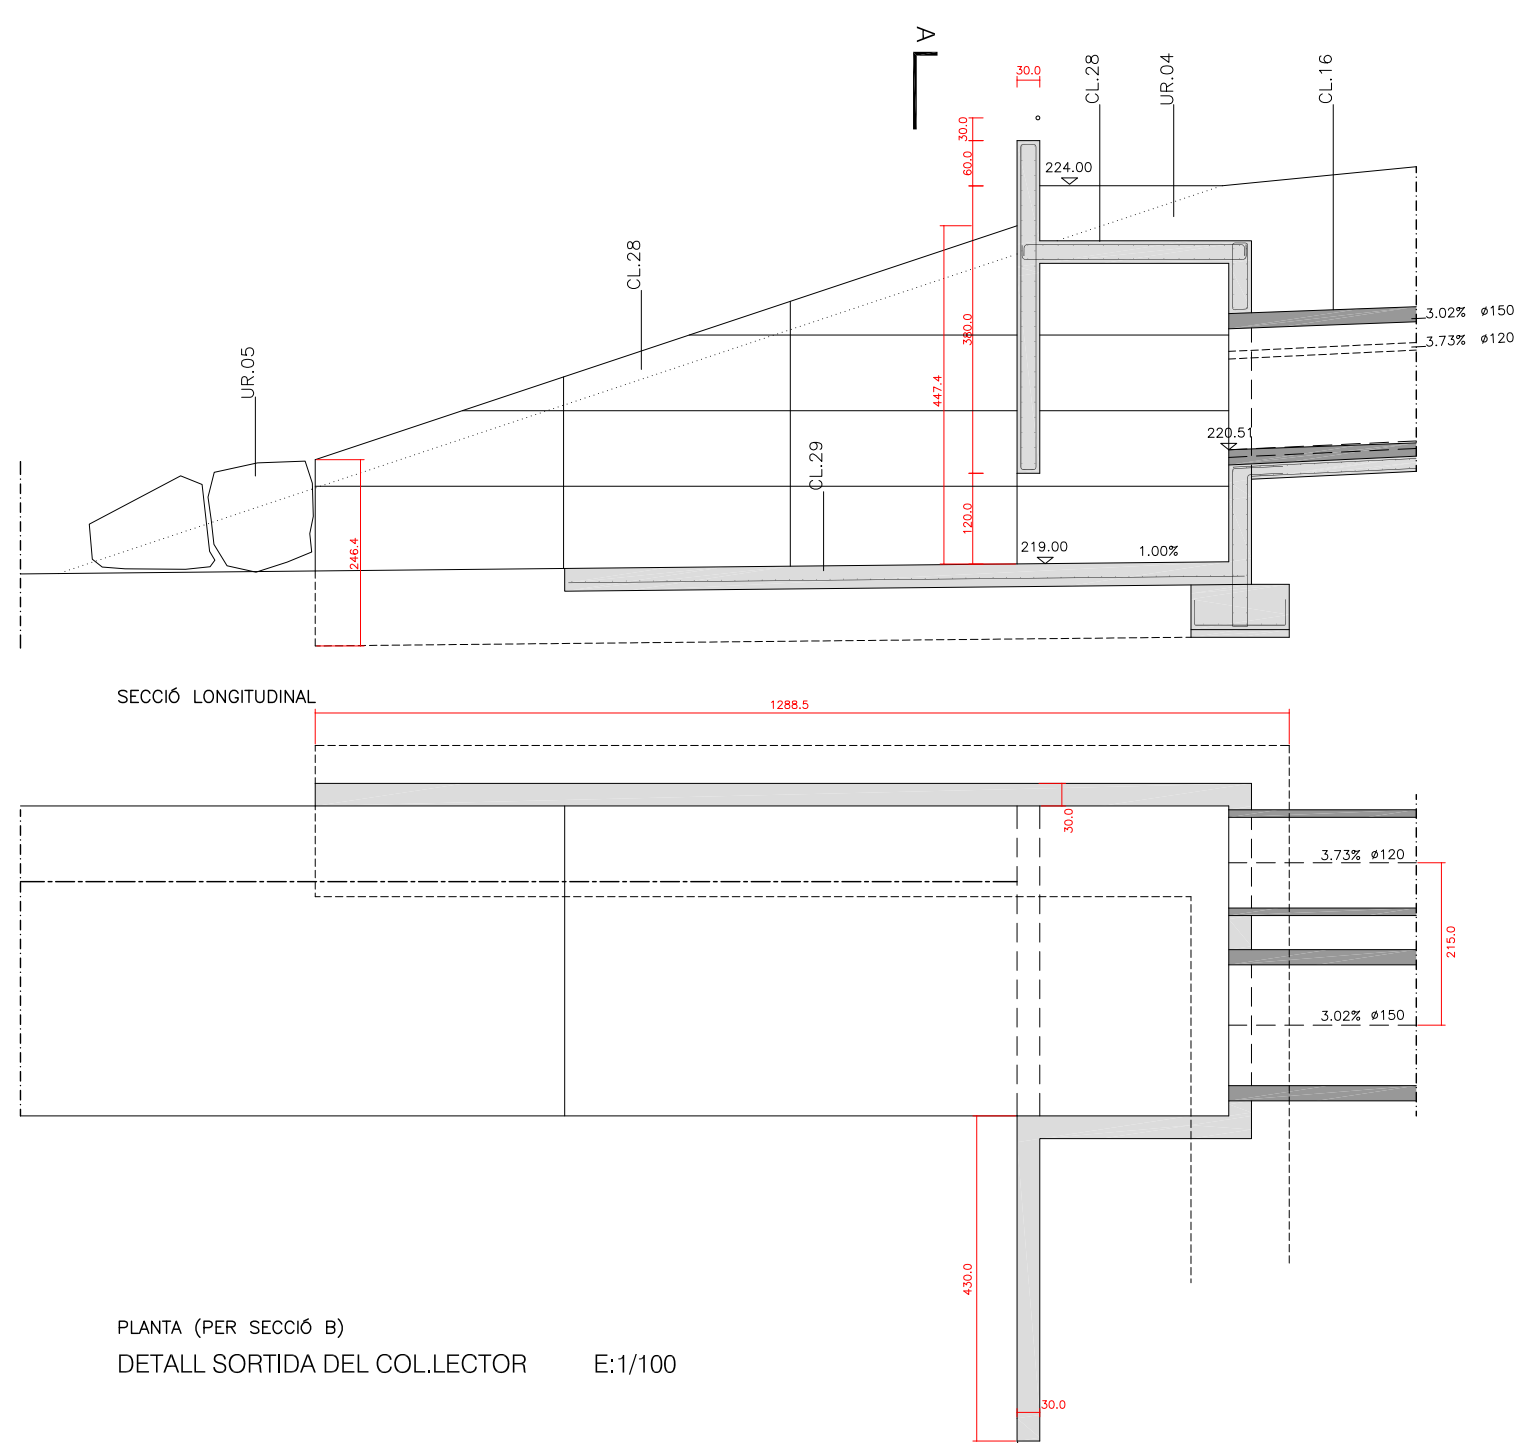 A
30.0
CL.28
UR.04
CL.16
30.0
60.0
224.00
CL.28
3.02% ø150
3.73% ø120
380.0
447.4
UR.05
220.51
CL.29
120.0
246.4
219.00
1.00%
SECCIÓ LONGITUDINAL
1288.5
30.0
3.73% ø120
215.0
3.02% ø150
430.0
PLANTA (PER SECCIÓ B)
DETALL SORTIDA DEL COL.LECTOR E:1/100
30.0